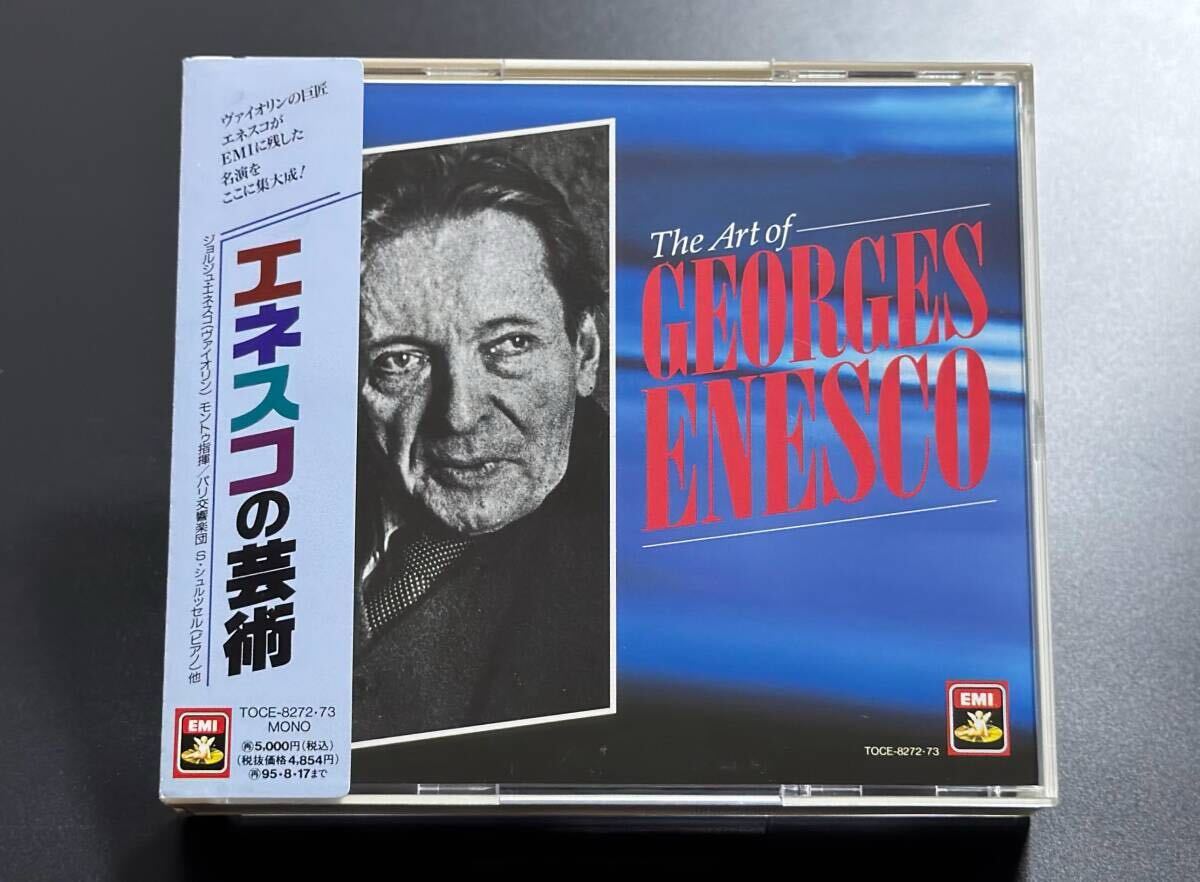 ヴァイオリンの巨匠
エネスコが
EMIに残した
名演を
ここに集大成！
エネスコの芸術
ジョルジュ・エネスコ(ヴァイオリン) モントゥ指揮／パリ交響楽団 S・シュルッセル(ピアノ)他
EMI
TOCE-8272・73
MONO
㊢5,000円(税込)
(税抜価格4,854円)
㊢95・8・17まで
The Art of
GEORGES
ENESCO
TOCE-8272・73
EMI